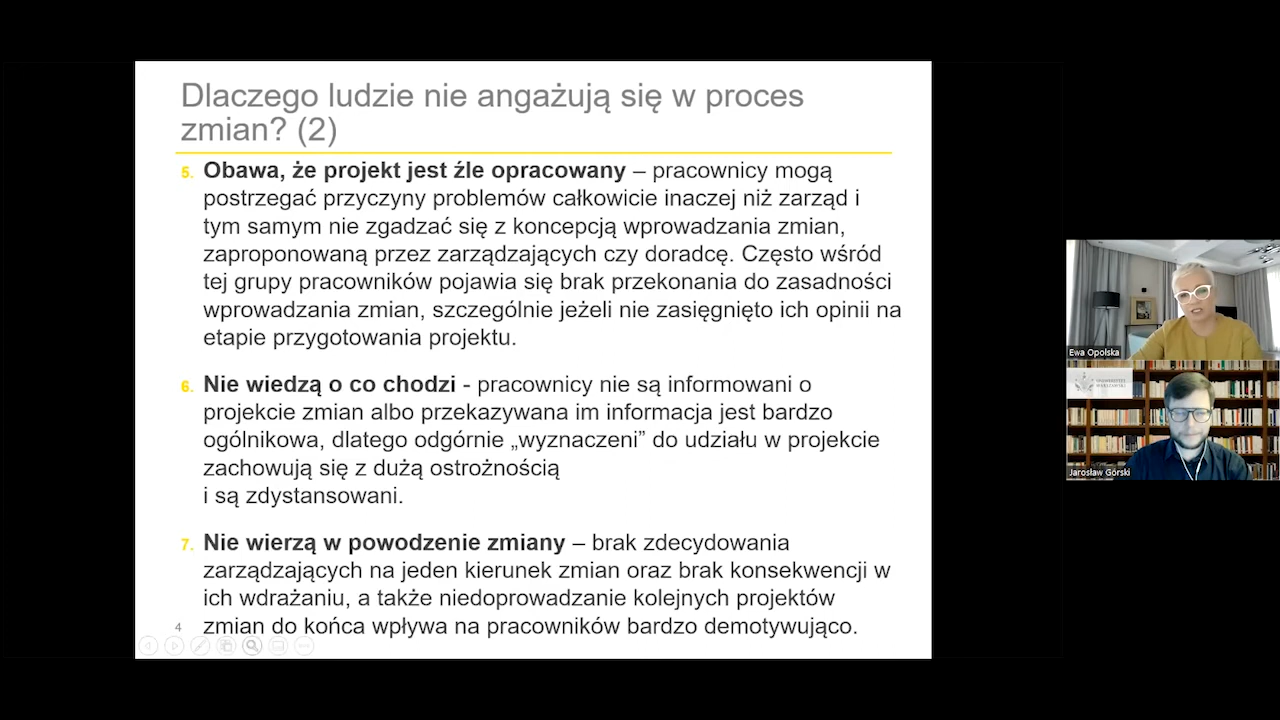 Dlaczego ludzie nie angażują się w proces
zmian? (2)
5. Obawa, że projekt jest źle opracowany – pracownicy mogą
postrzegać przyczyny problemów całkowicie inaczej niż zarząd i
tym samym nie zgadzać się z koncepcją wprowadzania zmian,
zaproponowaną przez zarządzających czy doradcę. Często wśród
tej grupy pracowników pojawia się brak przekonania do zasadności
wprowadzania zmian, szczególnie jeżeli nie zasięgnięto ich opinii na
etapie przygotowania projektu.
6. Nie wiedzą o co chodzi - pracownicy nie są informowani o
projekcie zmian albo przekazywana im informacja jest bardzo
ogólnikowa, dlatego odgórnie „wyznaczeni” do udziału w projekcie
zachowują się z dużą ostrożnością
i są zdystansowani.
7. Nie wierzą w powodzenie zmiany – brak zdecydowania
zarządzających na jeden kierunek zmian oraz brak konsekwencji w
ich wdrażaniu, a także niedoprowadzanie kolejnych projektów
zmian do końca wpływa na pracowników bardzo demotywująco.
4
Ewa Opolska
UNIWERSYTET
WARSZAWSKI
Jarosław Górski